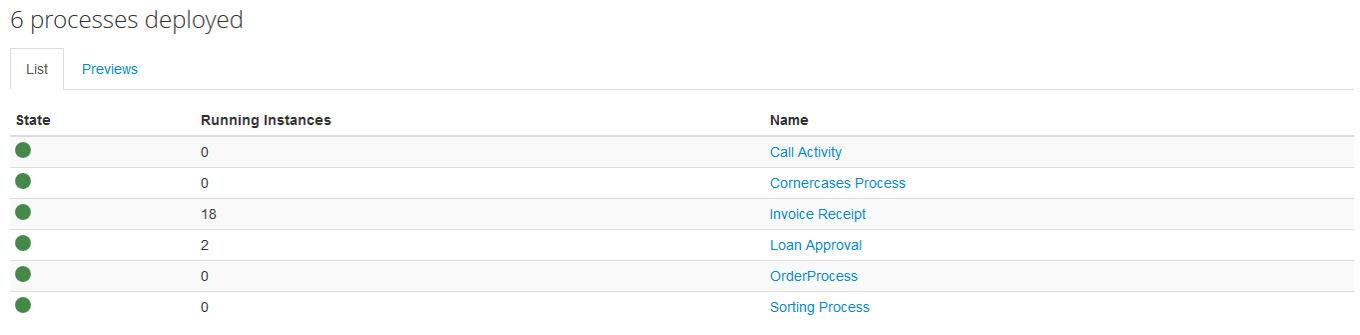 6 processes deployed
List Previews
State Running Instances Name
0 Call Activity
0 Cornercases Process
18 Invoice Receipt
2 Loan Approval
0 OrderProcess
0 Sorting Process